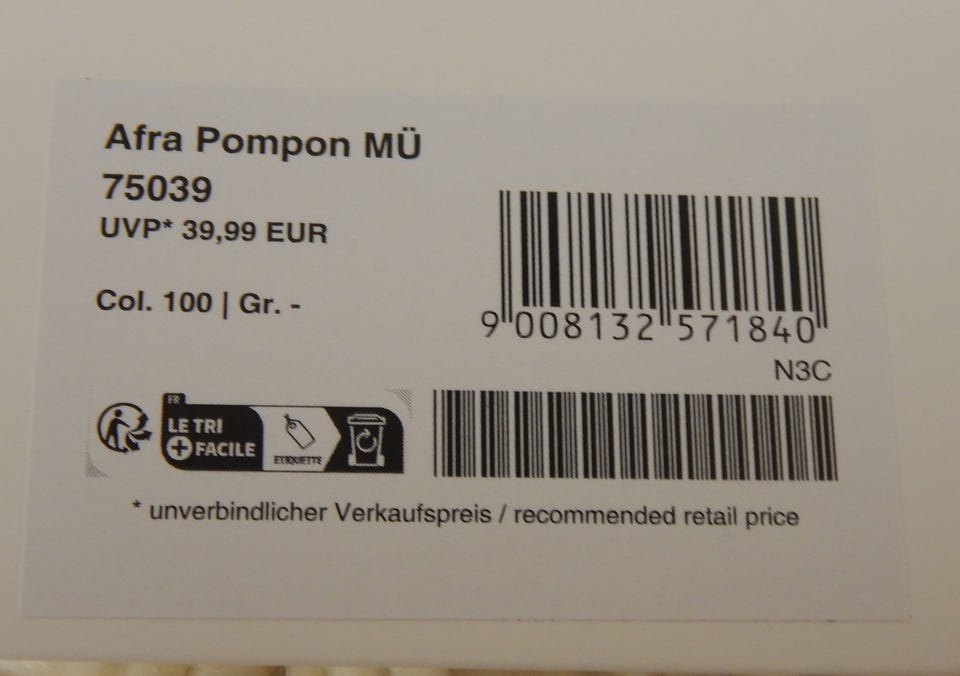 Afra Pompon MÜ
75039
UVP* 39,99 EUR
Col. 100 | Gr. -
9 008132 571840
N3C
FR
LE TRI
+ FACILE
ETIQUETTE
* unverbindlicher Verkaufspreis / recommended retail price